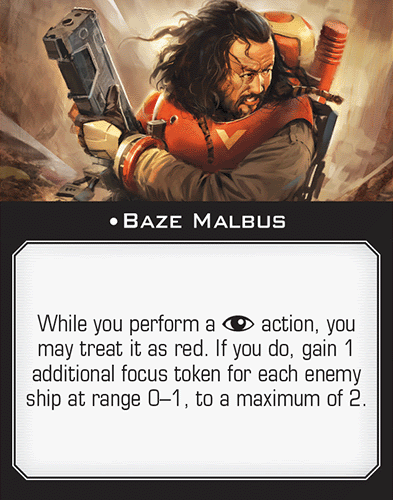 • Baze Malbus
While you perform a action, you
may treat it as red. If you do, gain 1
additional focus token for each enemy
ship at range 0–1, to a maximum of 2.